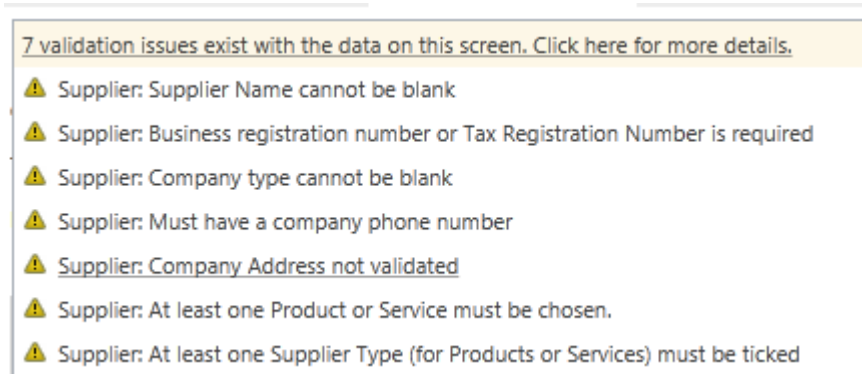 7 validation issues exist with the data on this screen. Click here for more details.
Supplier: Supplier Name cannot be blank
Supplier: Business registration number or Tax Registration Number is required
Supplier: Company type cannot be blank
Supplier: Must have a company phone number
Supplier: Company Address not validated
Supplier: At least one Product or Service must be chosen.
Supplier: At least one Supplier Type (for Products or Services) must be ticked